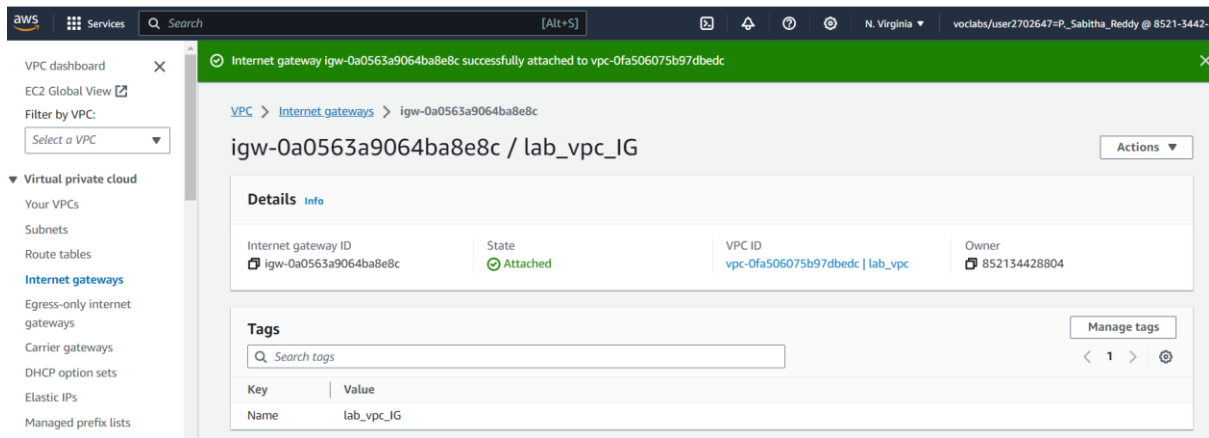 aws Services Search [Alt+S] N. Virginia voclabs/user2702647=P._Sabitha_Reddy @ 8521-3442-
VPC dashboard
EC2 Global View
Filter by VPC:
Select a VPC
Virtual private cloud
Your VPCs
Subnets
Route tables
Internet gateways
Egress-only internet
gateways
Carrier gateways
DHCP option sets
Elastic IPs
Managed prefix lists
Internet gateway igw-0a0563a9064ba8e8c successfully attached to vpc-0fa506075b97dbedc
VPC > Internet gateways > igw-0a0563a9064ba8e8c
igw-0a0563a9064ba8e8c / lab_vpc_IG
Actions
Details Info
Internet gateway ID
igw-0a0563a9064ba8e8c
State
Attached
VPC ID
vpc-0fa506075b97dbedc | lab_vpc
Owner
852134428804
Tags
Manage tags
Search tags
< 1 >
Key Value
Name lab_vpc_IG